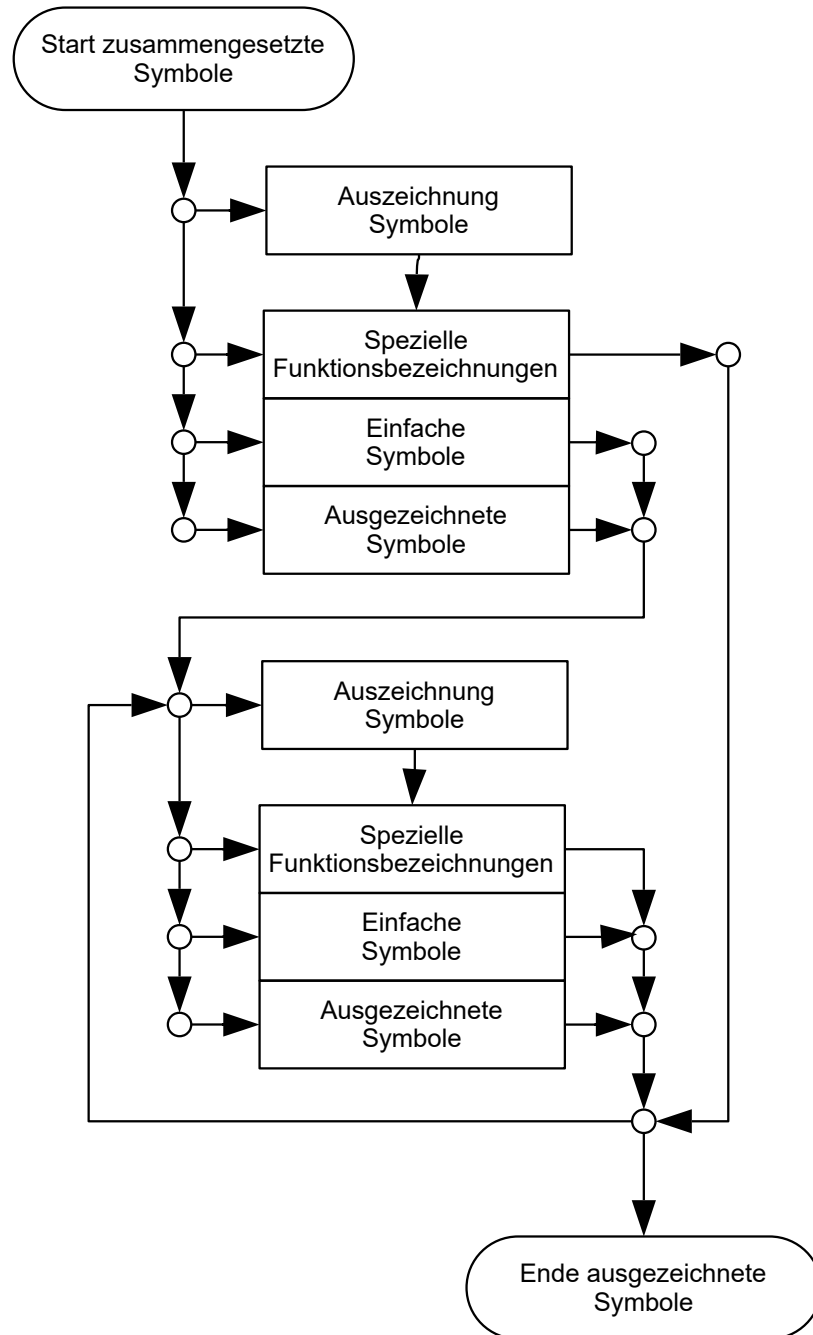 Start zusammengesetzte
Symbole
Auszeichnung
Symbole
Spezielle
Funktionsbezeichnungen
Einfache
Symbole
Ausgezeichnete
Symbole
Auszeichnung
Symbole
Spezielle
Funktionsbezeichnungen
Einfache
Symbole
Ausgezeichnete
Symbole
Ende ausgezeichnete
Symbole